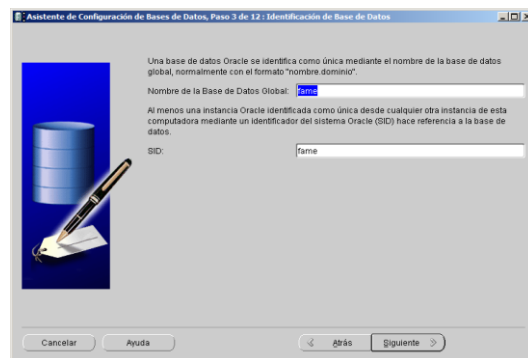 Asistente de Configuración de Bases de Datos, Paso 3 de 12 : Identificación de Base de Datos
Una base de datos Oracle se identifica como única mediante el nombre de la base de datos
global, normalmente con el formato "nombre.dominio".
Nombre de la Base de Datos Global: fame
Al menos una instancia Oracle identificada como única desde cualquier otra instancia de esta
computadora mediante un identificador del sistema Oracle (SID) hace referencia a la base de
datos.
SID: fame
Cancelar Ayuda Atrás Siguiente